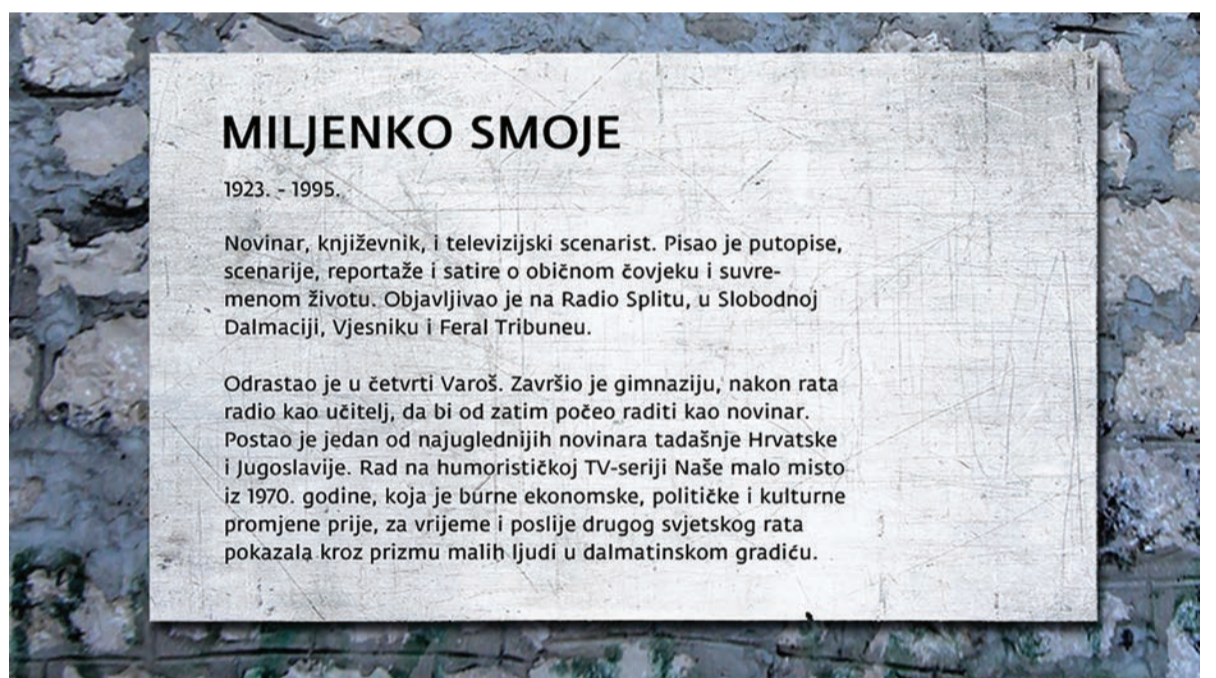 MILJENKO SMOJE
1923. - 1995.
Novinar, književnik, i televizijski scenarist. Pisao je putopise,
scenarije, reportaže i satire o običnom čovjeku i suvre-
menom životu. Objavljivao je na Radio Splitu, u Slobodnoj
Dalmaciji, Vjesniku i Feral Tribuneu.
Odrastao je u četvrti Varoš. Završio je gimnaziju, nakon rata
radio kao učitelj, da bi od zatim počeo raditi kao novinar.
Postao je jedan od najuglednijih novinara tadašnje Hrvatske
i Jugoslavije. Rad na humorističkoj TV-seriji Naše malo misto
iz 1970. godine, koja je burne ekonomske, političke i kulturne
promjene prije, za vrijeme i poslije drugog svjetskog rata
pokazala kroz prizmu malih ljudi u dalmatinskom gradiću.